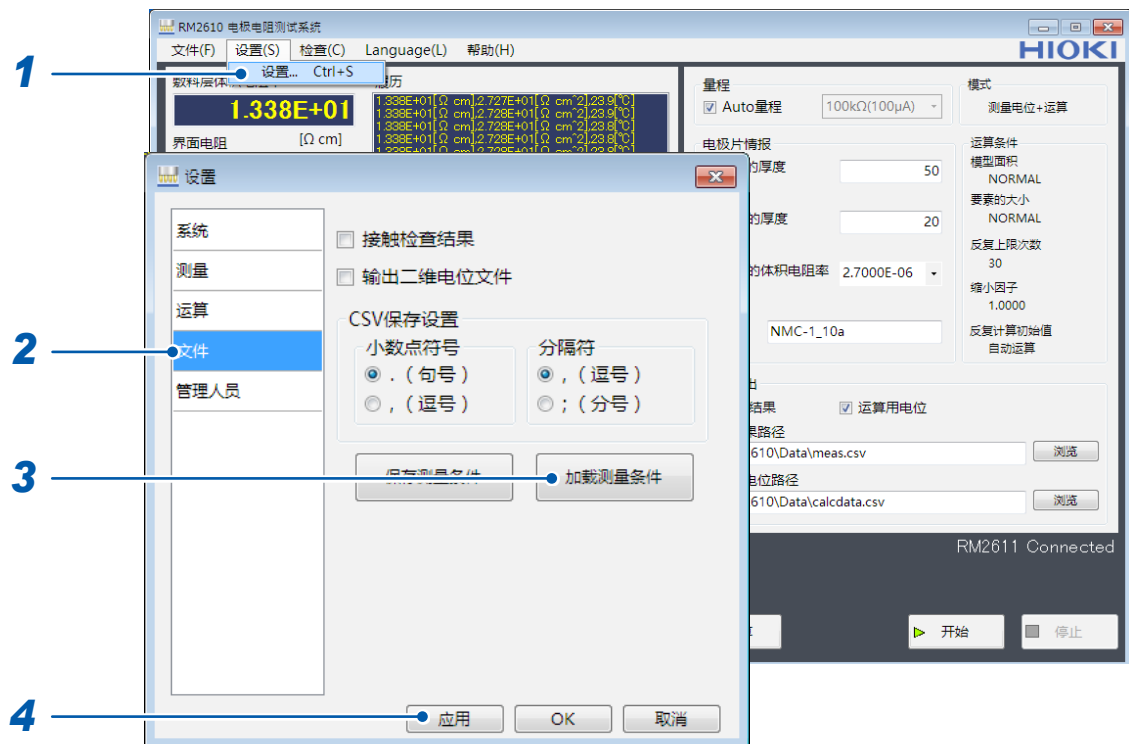 RM2610 电极电阻测试系统
文件(F) 设置(S) 检查(C) Language(L) 帮助(H)
HIOKI
1
设置... Ctrl+S
履历
1.338E+01
1.338E+01[Ω cm],2.727E+01[Ω cm^2],23.9[℃]
1.338E+01[Ω cm],2.728E+01[Ω cm^2],23.9[℃]
1.338E+01[Ω cm],2.728E+01[Ω cm^2],23.8[℃]
1.338E+01[Ω cm],2.728E+01[Ω cm^2],23.8[℃]
界面电阻 [Ω cm]
量程
Auto量程 100kΩ(100μA)
模式
测量电位+运算
电极片情报
的厚度 50
的厚度 20
的体积电阻率 2.7000E-06
NMC-1_10a
运算条件
模型面积
NORMAL
要素的大小
NORMAL
反复上限次数
30
缩小因子
1.0000
反复计算初始值
自动运算
结果 运算用电位
果路径
610\Data\meas.csv 浏览
电位路径
610\Data\calcdata.csv 浏览
RM2611 Connected
开始 停止
设置
系统
测量
运算
2
文件
管理人员
接触检查结果
输出二维电位文件
CSV保存设置
小数点符号
. (句号)
, (逗号)
分隔符
, (逗号)
; (分号)
3
保存测量条件 加载测量条件
4
应用 OK 取消